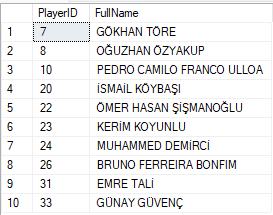 PlayerID FullName
1 7 GÖKHAN TÖRE
2 8 OĞUZHAN ÖZYAKUP
3 10 PEDRO CAMILO FRANCO ULLOA
4 20 İSMAİL KÖYBAŞI
5 22 ÖMER HASAN ŞİŞMANOĞLU
6 23 KERİM KOYUNLU
7 24 MUHAMMED DEMİRCİ
8 26 BRUNO FERREIRA BONFIM
9 31 EMRE TALİ
10 33 GÜNAY GÜVENÇ